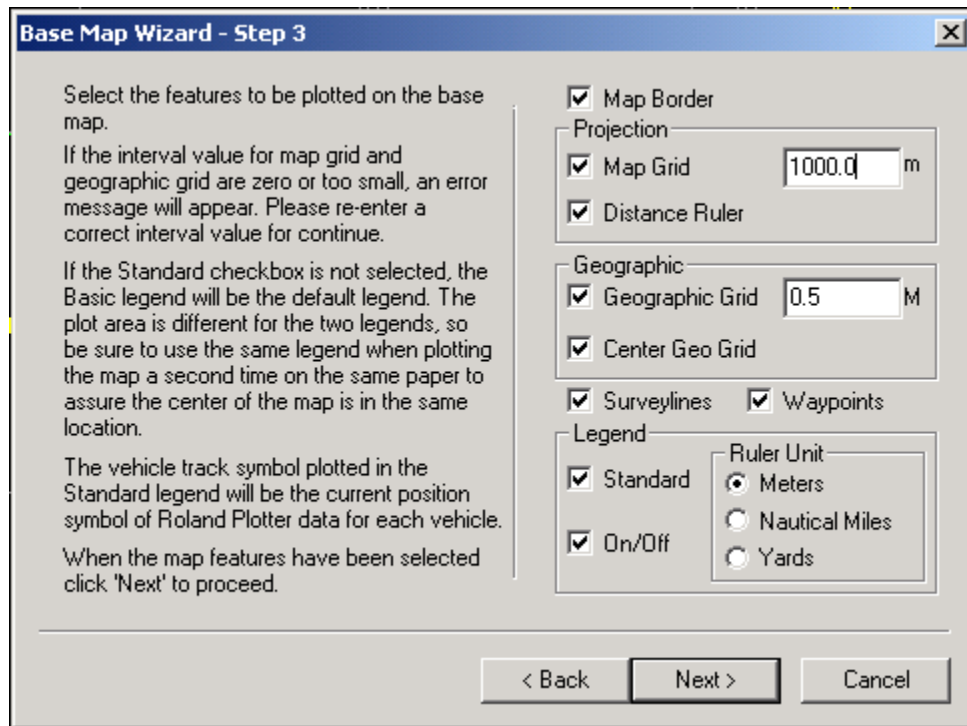 Base Map Wizard - Step 3
Select the features to be plotted on the base
map.
If the interval value for map grid and
geographic grid are zero or too small, an error
message will appear. Please re-enter a
correct interval value for continue.
If the Standard checkbox is not selected, the
Basic legend will be the default legend. The
plot area is different for the two legends, so
be sure to use the same legend when plotting
the map a second time on the same paper to
assure the center of the map is in the same
location.
The vehicle track symbol plotted in the
Standard legend will be the current position
symbol of Roland Plotter data for each vehicle.
When the map features have been selected
click 'Next' to proceed.
Map Border
Projection
Map Grid 1000.0 m
Distance Ruler
Geographic
Geographic Grid 0.5 M
Center Geo Grid
Surveylines Waypoints
Legend
Standard
On/Off
Ruler Unit
Meters
Nautical Miles
Yards
< Back Next > Cancel